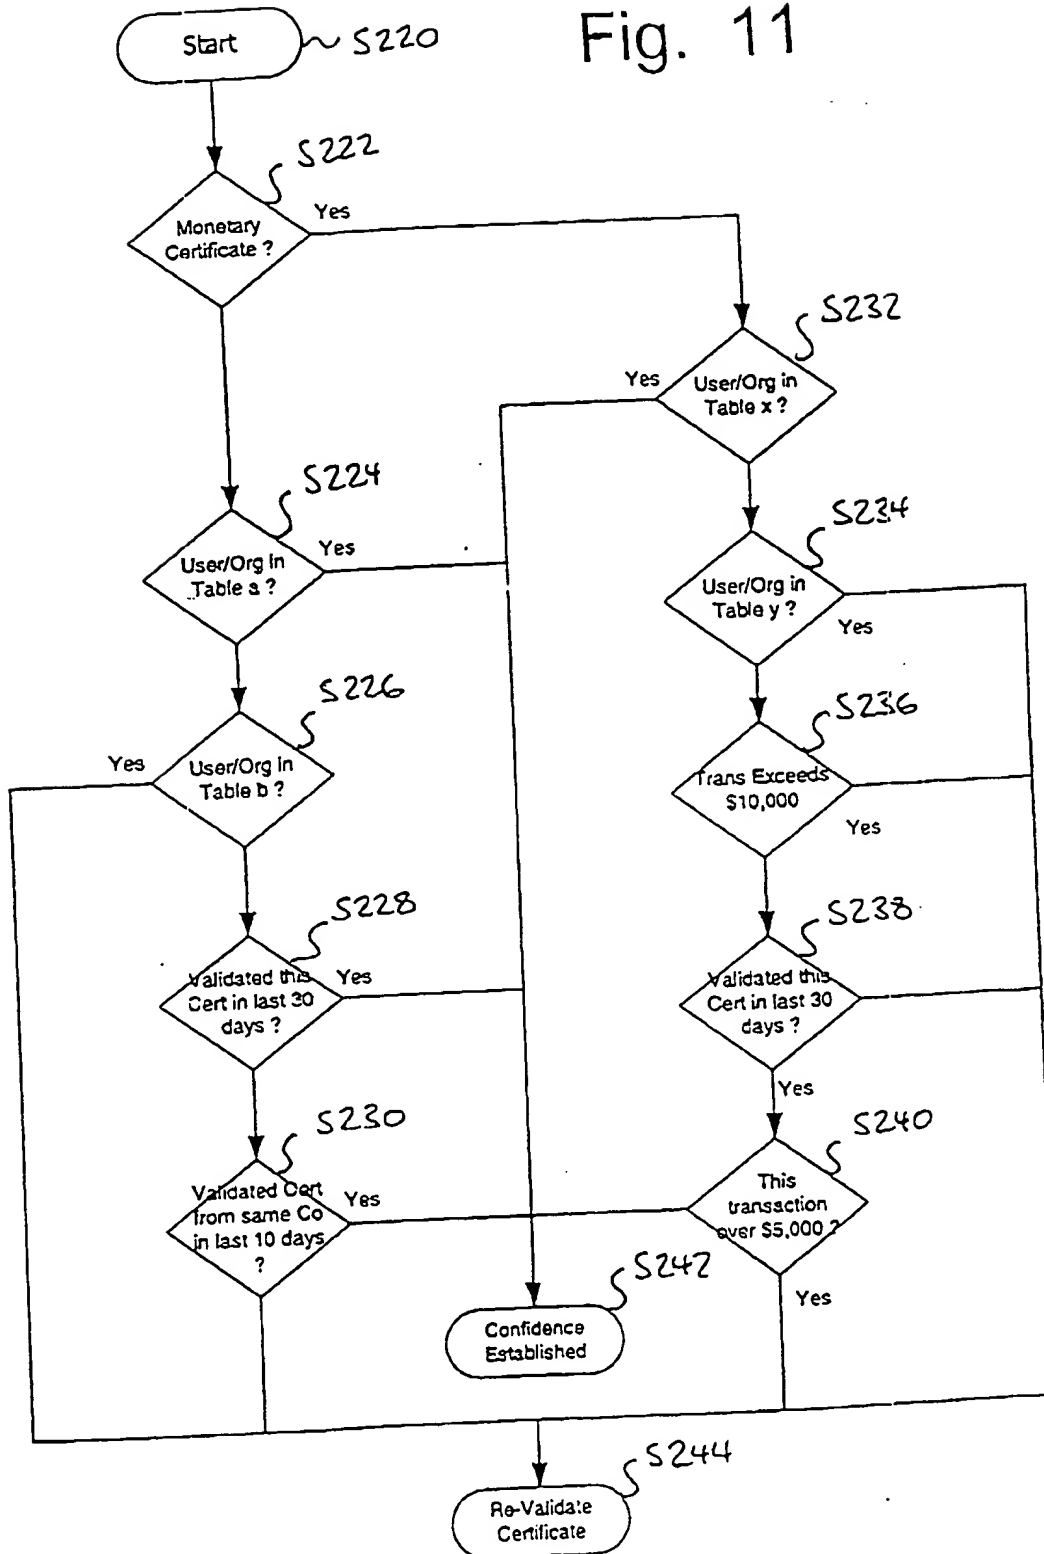 Fig. 11
Start
S220
S222
Monetary
Certificate ?
Yes
S232
User/Org in
Table x ?
Yes
S224
User/Org in
Table a ?
Yes
S234
User/Org in
Table y ?
Yes
S226
User/Org in
Table b ?
Yes
S236
Trans Exceeds
$10,000
Yes
S228
Validated this
Cert in last 30
days ?
Yes
S238
Validated this
Cert in last 30
days ?
Yes
S230
Validated Cert
from same Co
in last 10 days
?
Yes
S240
This
transaction
over $5,000 ?
Yes
S242
Confidence
Established
S244
Re-Validate
Certificate